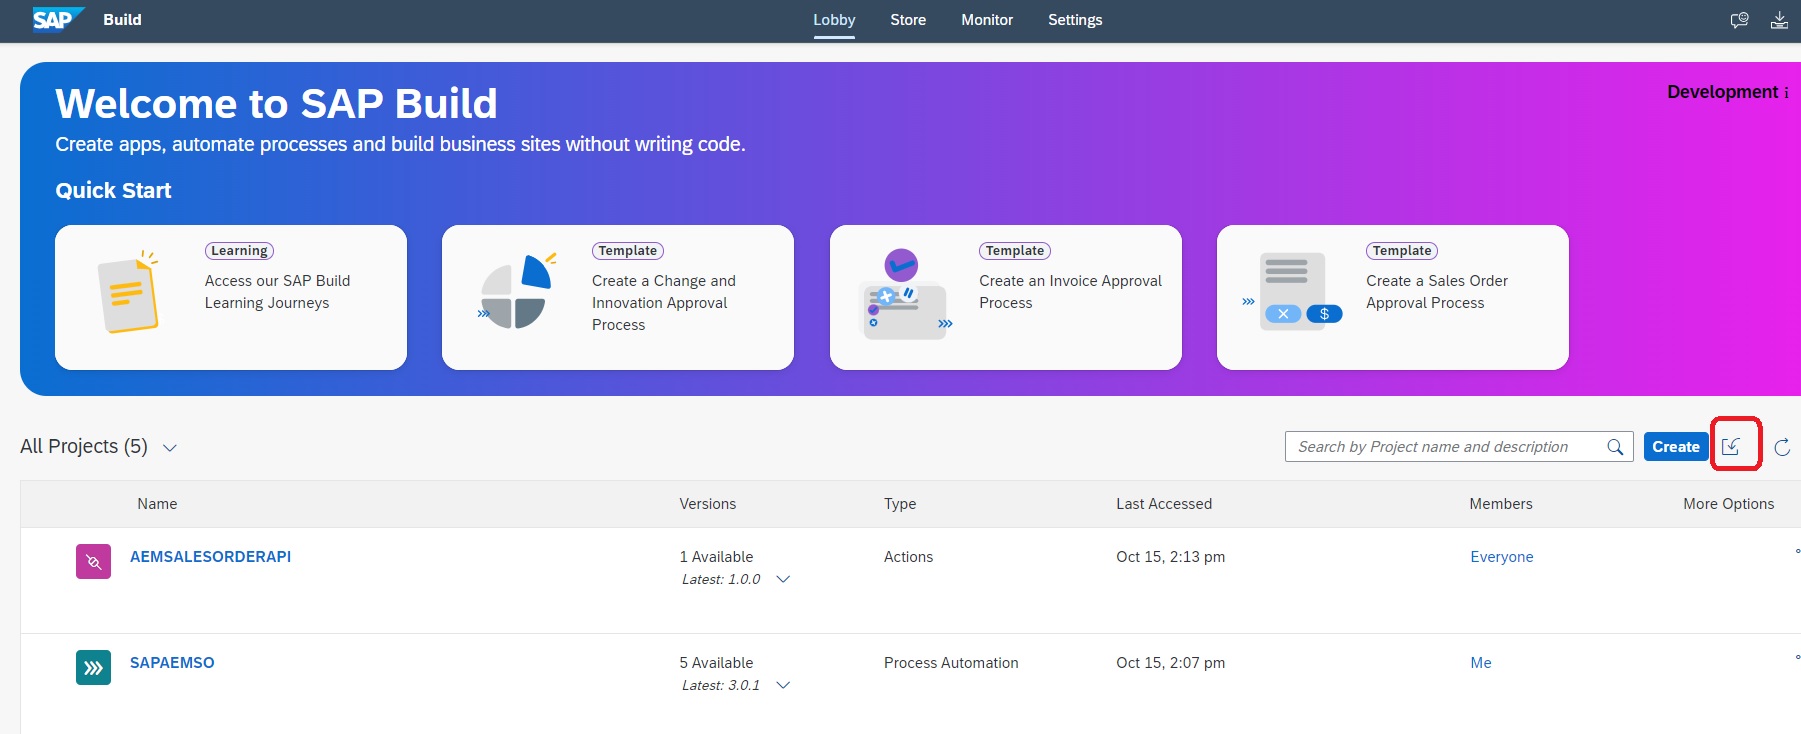 SAP Build
Lobby Store Monitor Settings
Welcome to SAP Build
Development i
Create apps, automate processes and build business sites without writing code.
Quick Start
Learning
Access our SAP Build
Learning Journeys
Template
Create a Change and
Innovation Approval
Process
Template
Create an Invoice Approval
Process
Template
Create a Sales Order
Approval Process
$
All Projects (5)
Search by Project name and description
Create
Name Versions Type Last Accessed Members More Options
AEMSALESORDERAPI 1 Available Actions Oct 15, 2:13 pm Everyone
Latest: 1.0.0
SAPAEMSO 5 Available Process Automation Oct 15, 2:07 pm Me
Latest: 3.0.1